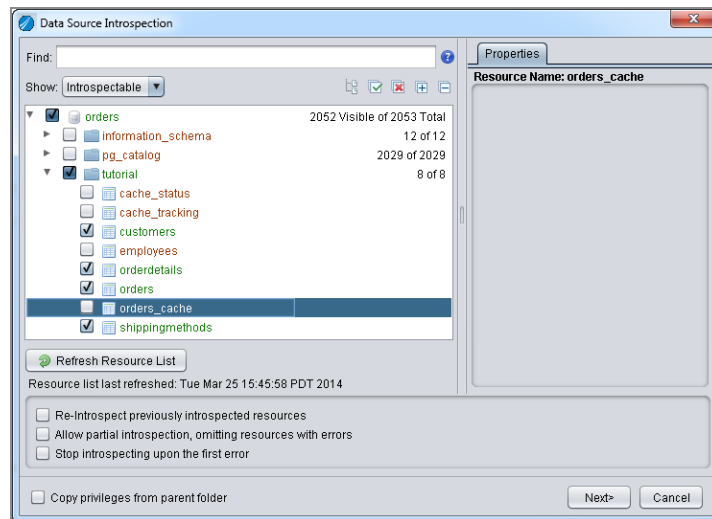 Data Source Introspection
Find:
Show: Introspectable
orders 2052 Visible of 2053 Total
information_schema 12 of 12
pg_catalog 2029 of 2029
tutorial 8 of 8
cache_status
cache_tracking
customers
employees
orderdetails
orders
orders_cache
shippingmethods
Refresh Resource List
Resource list last refreshed: Tue Mar 25 15:45:58 PDT 2014
Properties
Resource Name: orders_cache
Re-Introspect previously introspected resources
Allow partial introspection, omitting resources with errors
Stop introspecting upon the first error
Copy privileges from parent folder
Next>
Cancel